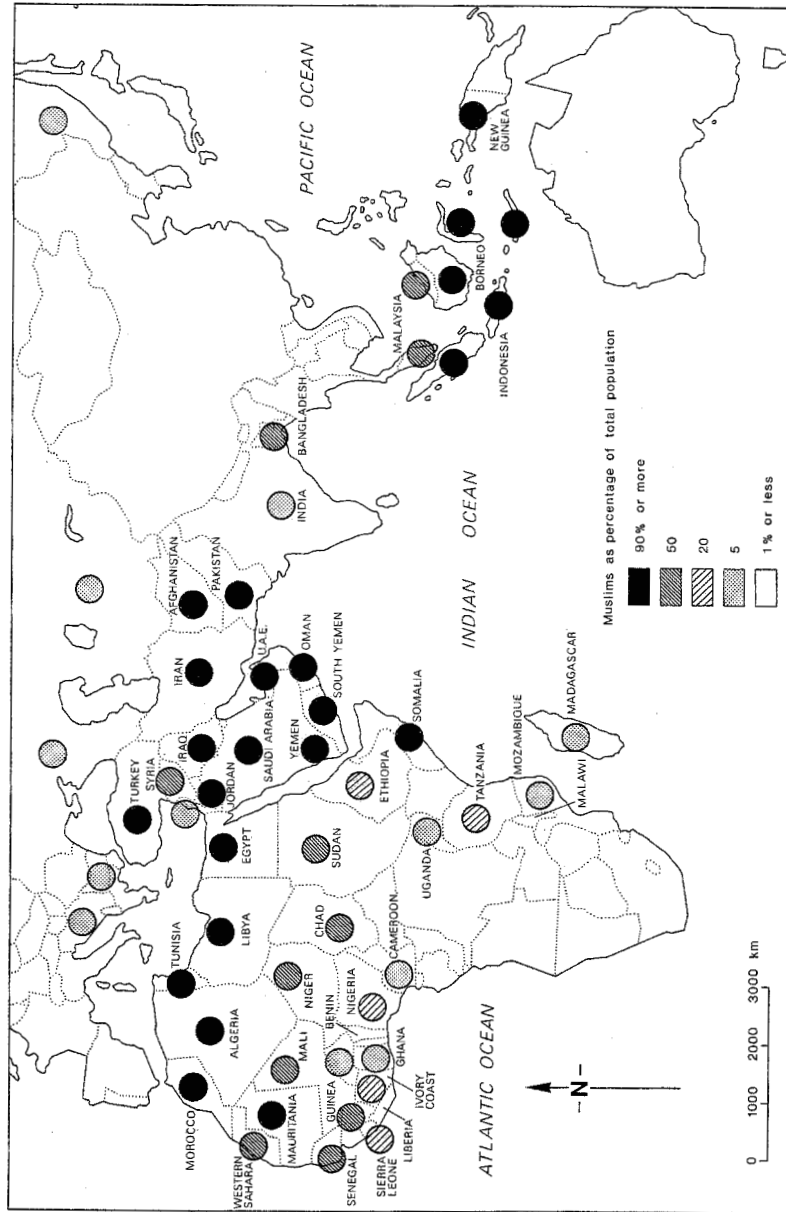 PACIFIC OCEAN
NEW
GUINEA
BORNEO
MALAYSIA
INDONESIA
BANGLADESH
INDIA
AFGHANISTAN
PAKISTAN
INDIAN OCEAN
IRAN
U.A.E.
OMAN
SOUTH YEMEN
TURKEY
SYRIA
IRAQ
JORDAN
SAUDI ARABIA
YEMEN
SOMALIA
EGYPT
ETHIOPIA
SUDAN
UGANDA
TANZANIA
MOZAMBIQUE
MALAWI
MADAGASCAR
TUNISIA
LIBYA
CHAD
CAMEROON
ALGERIA
NIGER
NIGERIA
BENIN
MOROCCO
MALI
GHANA
IVORY
COAST
WESTERN
SAHARA
MAURITANIA
GUINEA
LIBERIA
SENEGAL
SIERRA
LEONE
ATLANTIC OCEAN
Muslims as percentage of total population
90% or more
50
20
5
1% or less
-N-
0 1000 2000 3000 km